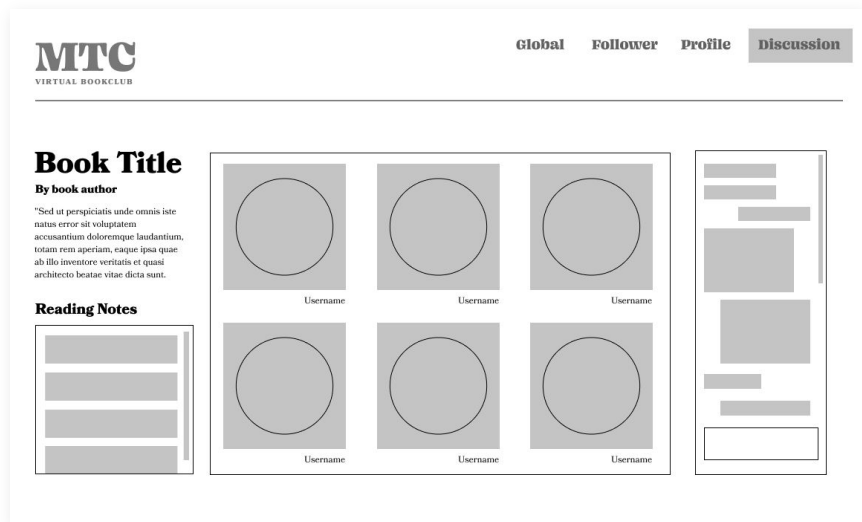 MTC
VIRTUAL BOOKCLUB
Global Follower Profile Discussion
Book Title
By book author
"Sed ut perspiciatis unde omnis iste
natus error sit voluptatem
accusantium doloremque laudantium,
totam rem aperiam, eaque ipsa quae
ab illo inventore veritatis et quasi
architecto beatae vitae dicta sunt.
Reading Notes
Username Username Username
Username Username Username